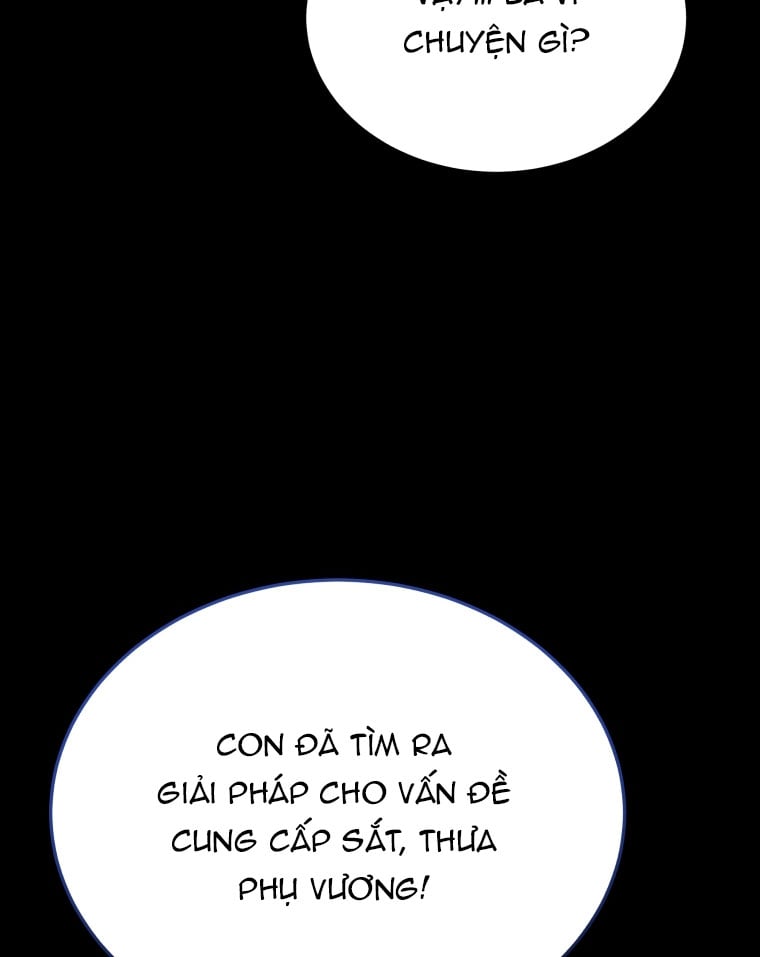 CHUYỆN GÌ?
CON ĐÃ TÌM RA
GIẢI PHÁP CHO VẤN ĐỀ
CUNG CẤP SẮT, THƯA
PHỤ VƯƠNG!